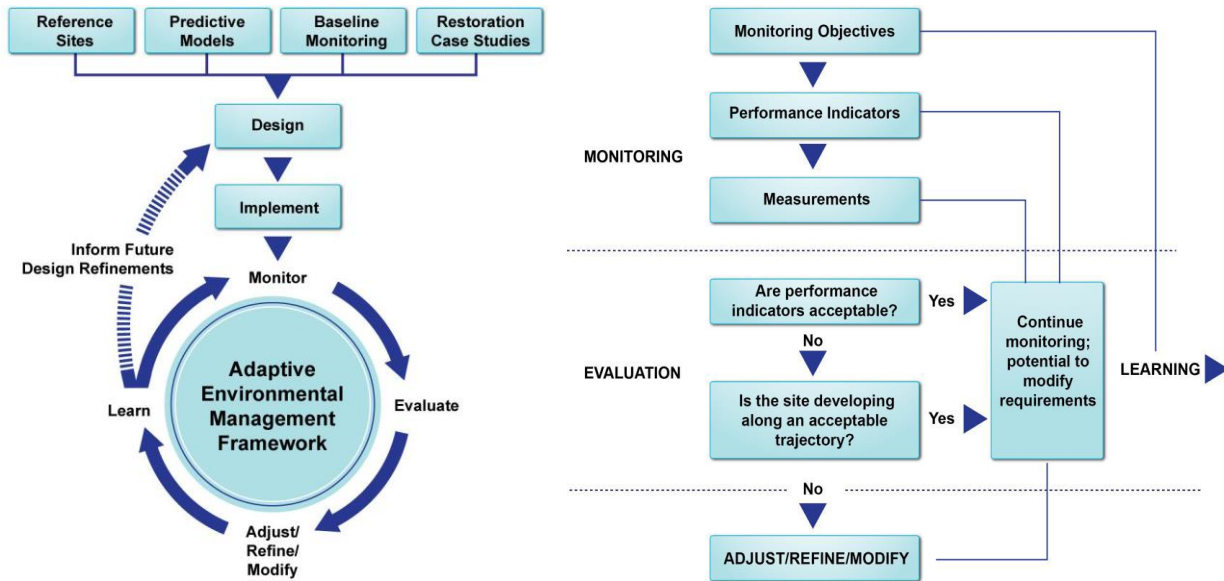 Reference
Sites
Predictive
Models
Baseline
Monitoring
Restoration
Case Studies
Design
Implement
Inform Future
Design Refinements
Monitor
Adaptive
Environmental
Management
Framework
Learn
Evaluate
Adjust/
Refine/
Modify
Monitoring Objectives
Performance Indicators
MONITORING
Measurements
Are performance
indicators acceptable?
Yes
No
Continue
monitoring;
potential to
modify
requirements
EVALUATION
LEARNING
Is the site developing
along an acceptable
trajectory?
Yes
No
ADJUST/REFINE/MODIFY